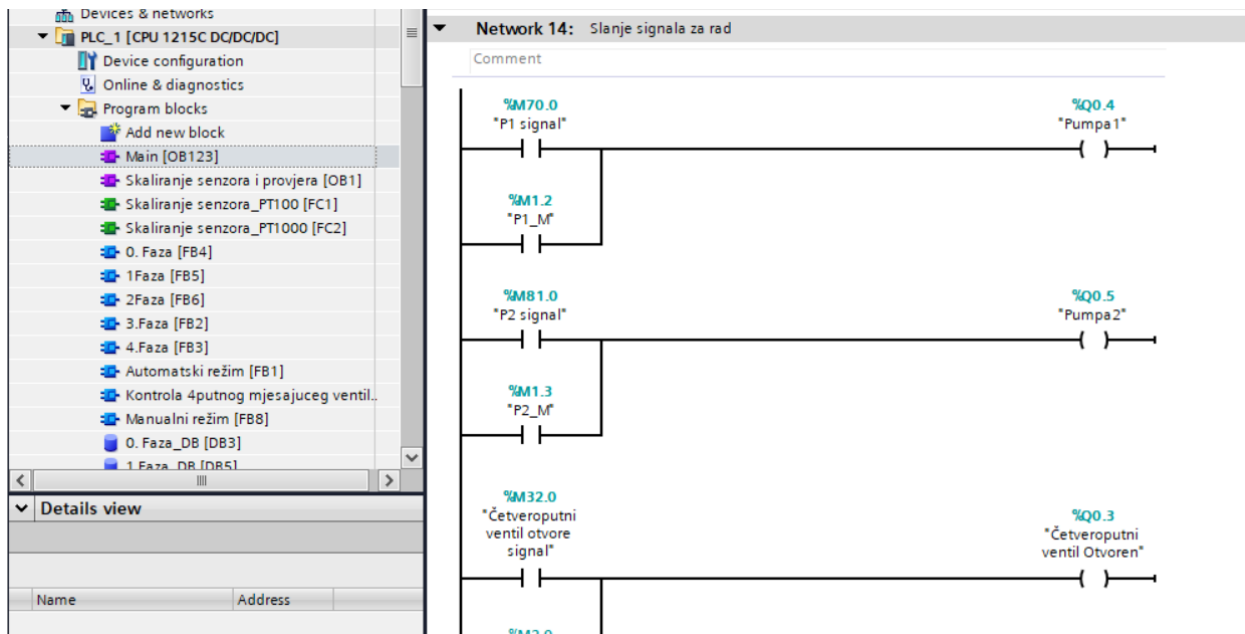 Devices & networks
PLC_1 [CPU 1215C DC/DC/DC]
Device configuration
Online & diagnostics
Program blocks
Add new block
Main [OB123]
Skaliranje senzora i provjera [OB1]
Skaliranje senzora_PT100 [FC1]
Skaliranje senzora_PT1000 [FC2]
0. Faza [FB4]
1Faza [FB5]
2Faza [FB6]
3.Faza [FB2]
4.Faza [FB3]
Automatski režim [FB1]
Kontrola 4putnog mjesajuceg ventil..
Manualni režim [FB8]
0. Faza_DB [DB3]
1.Faza_DB [DB5]
Details view
Name Address
Network 14: Slanje signala za rad
Comment
%M70.0
"P1 signal"
%Q0.4
"Pumpa1"
%M1.2
"P1_M"
%M81.0
"P2 signal"
%Q0.5
"Pumpa2"
%M1.3
"P2_M"
%M32.0
"Četveroputni
ventil otvore
signal"
%Q0.3
"Četveroputni
ventil Otvoren"